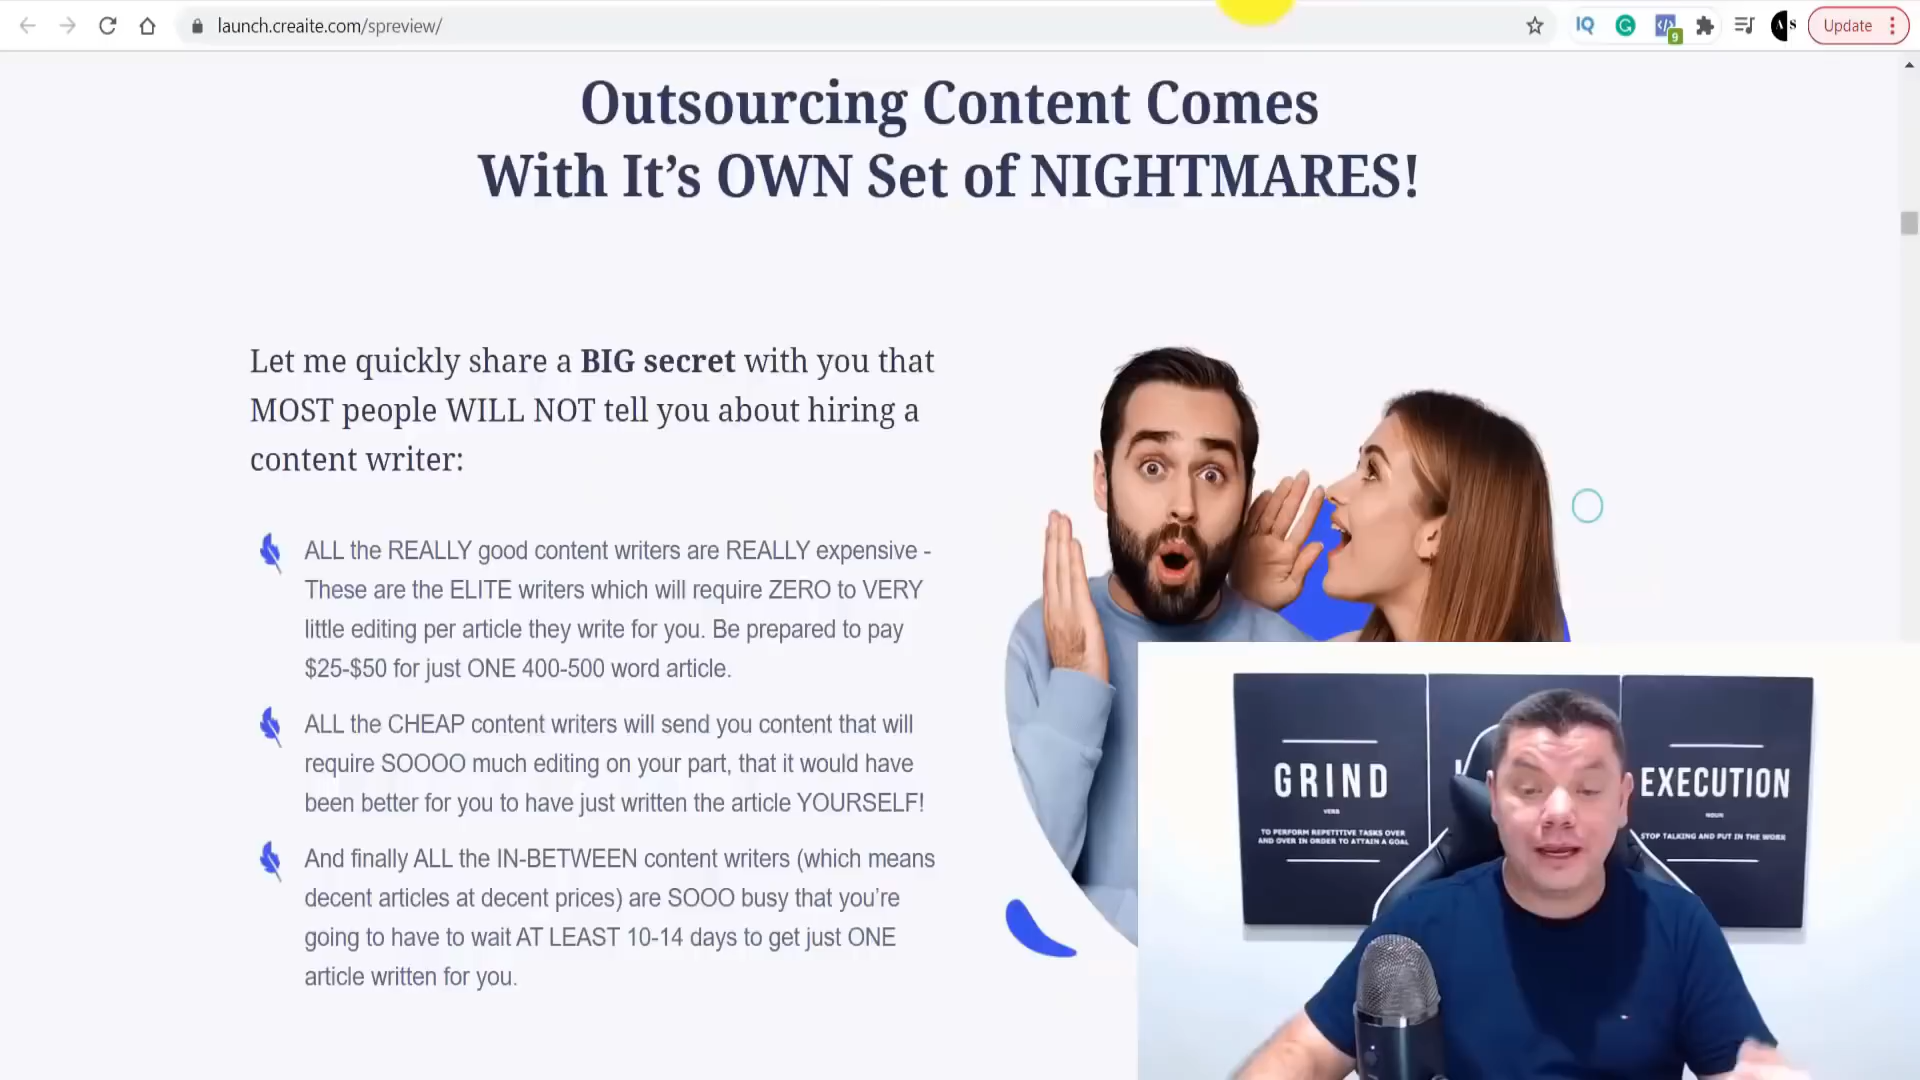 launch.creaite.com/spreview/
IQ
9
A S
Update
Outsourcing Content Comes
With It’s OWN Set of NIGHTMARES!
Let me quickly share a BIG secret with you that
MOST people WILL NOT tell you about hiring a
content writer:
ALL the REALLY good content writers are REALLY expensive -
These are the ELITE writers which will require ZERO to VERY
little editing per article they write for you. Be prepared to pay
$25-$50 for just ONE 400-500 word article.
ALL the CHEAP content writers will send you content that will
require SOOOO much editing on your part, that it would have
been better for you to have just written the article YOURSELF!
And finally ALL the IN-BETWEEN content writers (which means
decent articles at decent prices) are SOOO busy that you’re
going to have to wait AT LEAST 10-14 days to get just ONE
article written for you.
GRIND
VERB
TO PERFORM REPETITIVE TASKS OVER
AND OVER IN ORDER TO ATTAIN A GOAL
EXECUTION
NOUN
STOP TALKING AND PUT IN THE WORK